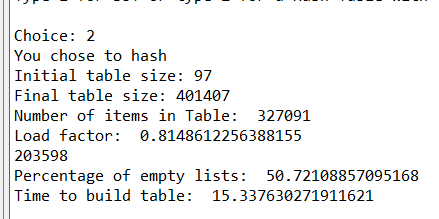 Choice: 2
You chose to hash
Initial table size: 97
Final table size: 401407
Number of items in Table:  327091
Load factor:  0.8148612256388155
203598
Percentage of empty lists:  50.72108857095168
Time to build table:  15.337630271911621